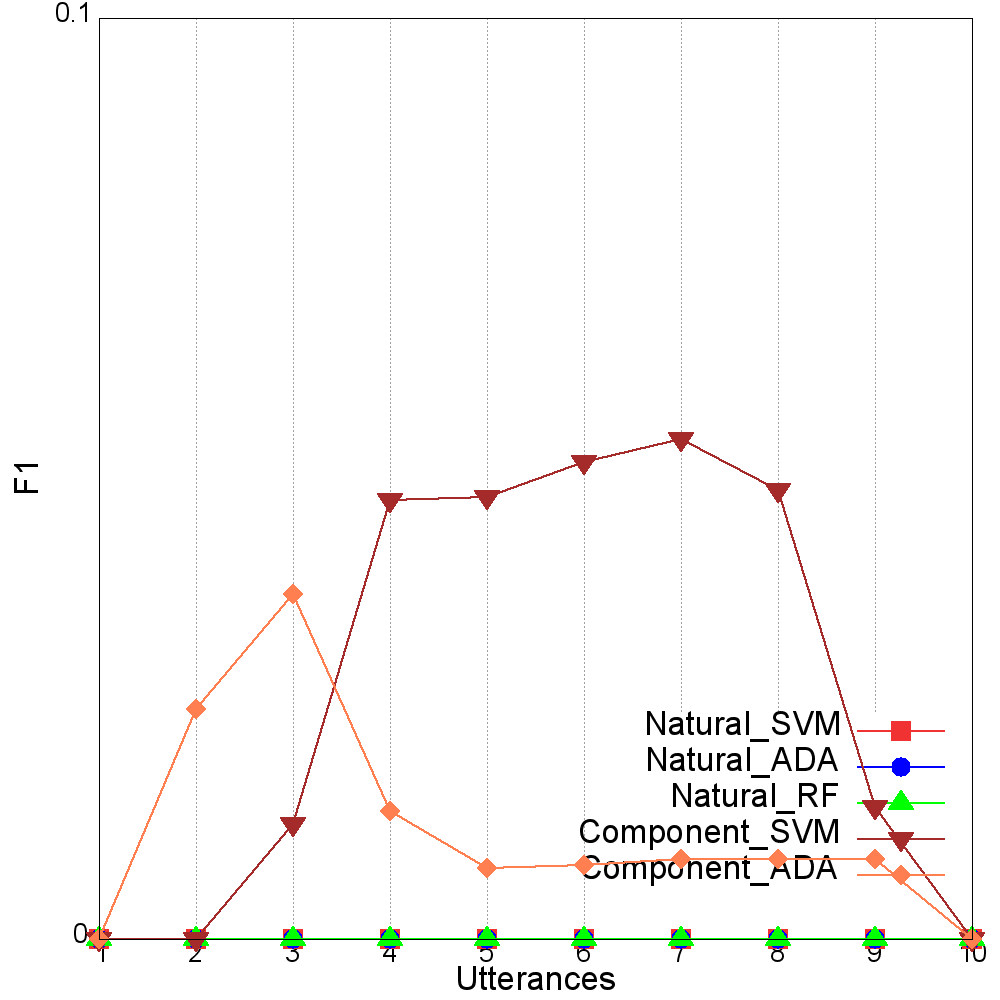 0.1
F1
Natural_SVM
Natural_ADA
Natural_RF
Component_SVM
Component_ADA
0
1 2 3 4 5 6 7 8 9 10
Utterances